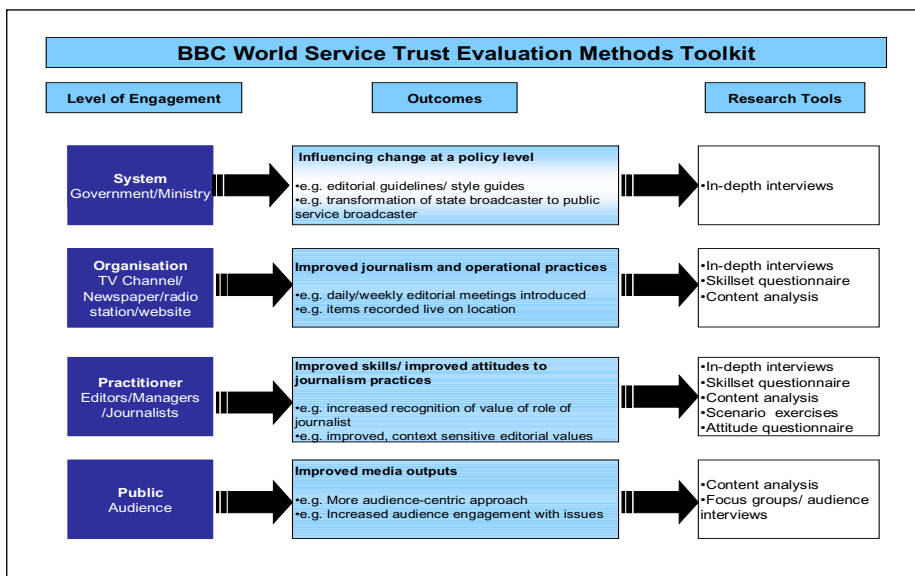 BBC World Service Trust Evaluation Methods Toolkit
Level of Engagement
Outcomes
Research Tools
System
Government/Ministry
Influencing change at a policy level
•e.g. editorial guidelines/ style guides
•e.g. transformation of state broadcaster to public
service broadcaster
•In-depth interviews
Organisation
TV Channel/
Newspaper/radio
station/website
Improved journalism and operational practices
•e.g. daily/weekly editorial meetings introduced
•e.g. items recorded live on location
•In-depth interviews
•Skillset questionnaire
•Content analysis
Practitioner
Editors/Managers
/Journalists
Improved skills/ improved attitudes to
journalism practices
•e.g. increased recognition of value of role of
journalist
•e.g. improved, context sensitive editorial values
•In-depth interviews
•Skillset questionnaire
•Content analysis
•Scenario exercises
•Attitude questionnaire
Public
Audience
Improved media outputs
•e.g. More audience-centric approach
•e.g. Increased audience engagement with issues
•Content analysis
•Focus groups/ audience
interviews